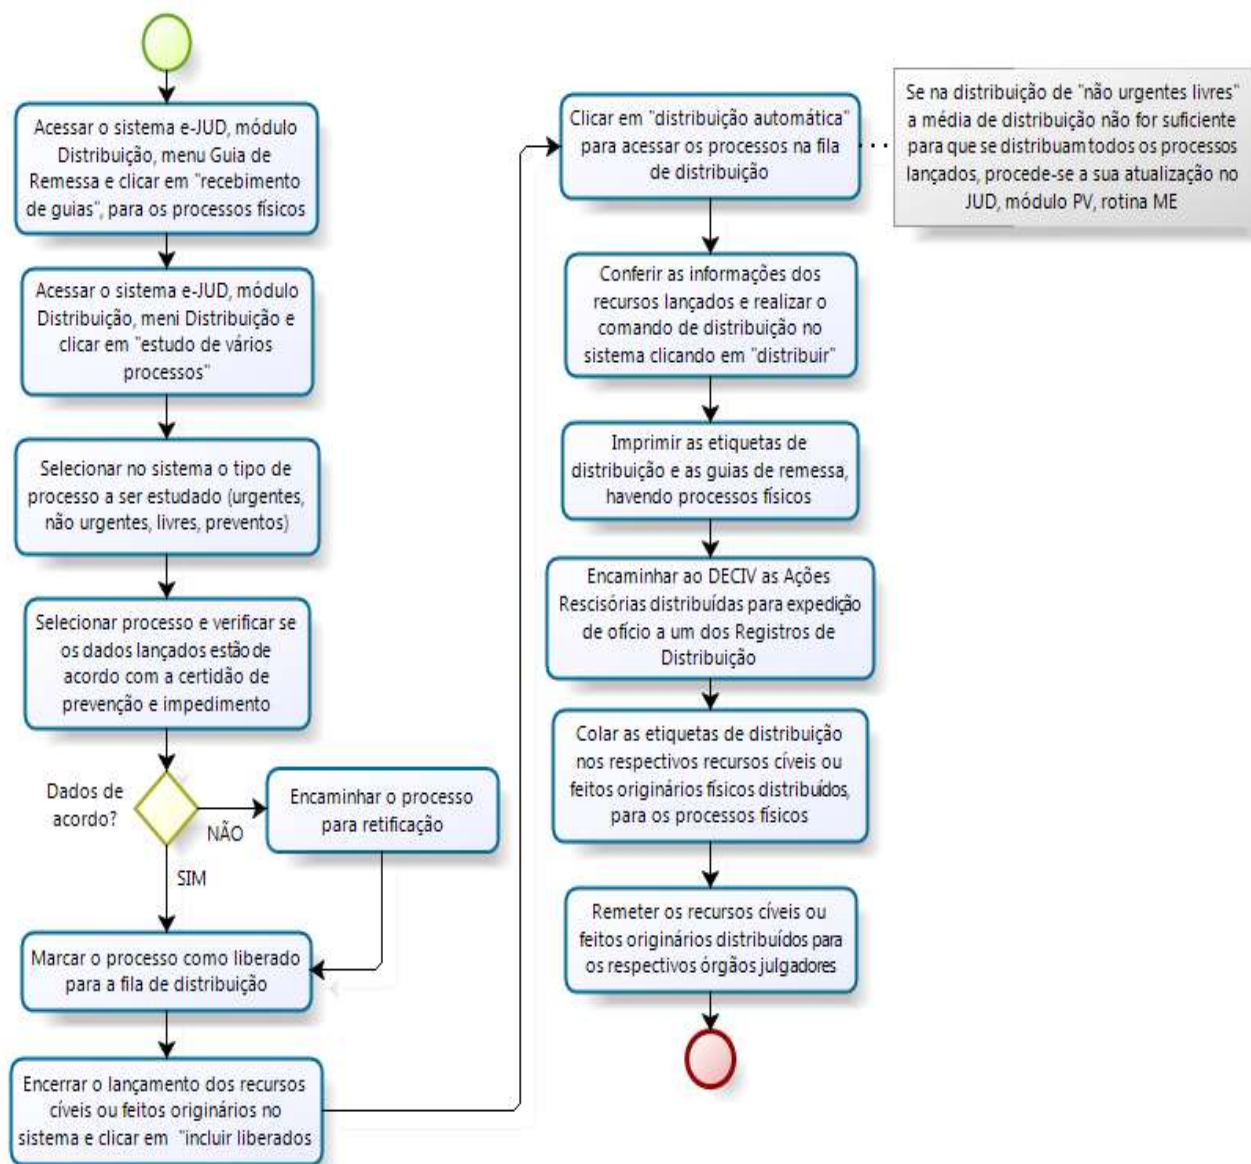 Acessar o sistema e-JUD, módulo
Distribuição, menu Guia de
Remessa e clicar em "recebimento
de guias", para os processos físicos
Acessar o sistema e-JUD, módulo
Distribuição, meni Distribuição e
clicar em "estudo de vários
processos"
Selecionar no sistema o tipo de
processo a ser estudado (urgentes,
não urgentes, livres, preventos)
Selecionar processo e verificar se
os dados lançados estão de
acordo com a certidão de
prevenção e impedimento
Dados de
acordo?
NÃO
Encaminhar o processo
para retificação
SIM
Marcar o processo como liberado
para a fila de distribuição
Encerrar o lançamento dos recursos
cíveis ou feitos originários no
sistema e clicar em "incluir liberados
Clicar em "distribuição automática"
para acessar os processos na fila
de distribuição
Se na distribuição de "não urgentes livres"
a média de distribuição não for suficiente
para que se distribuam todos os processos
lançados, procede-se a sua atualização no
JUD, módulo PV, rotina ME
Conferir as informações dos
recursos lançados e realizar o
comando de distribuição no
sistema clicando em "distribuir"
Imprimir as etiquetas de
distribuição e as guias de remessa,
havendo processos físicos
Encaminhar ao DECIV as Ações
Rescisórias distribuídas para expedição
de ofício a um dos Registros de
Distribuição
Colar as etiquetas de distribuição
nos respectivos recursos cíveis ou
feitos originários físicos distribuídos,
para os processos físicos
Remeter os recursos cíveis ou
feitos originários distribuídos para
os respectivos órgãos julgadores